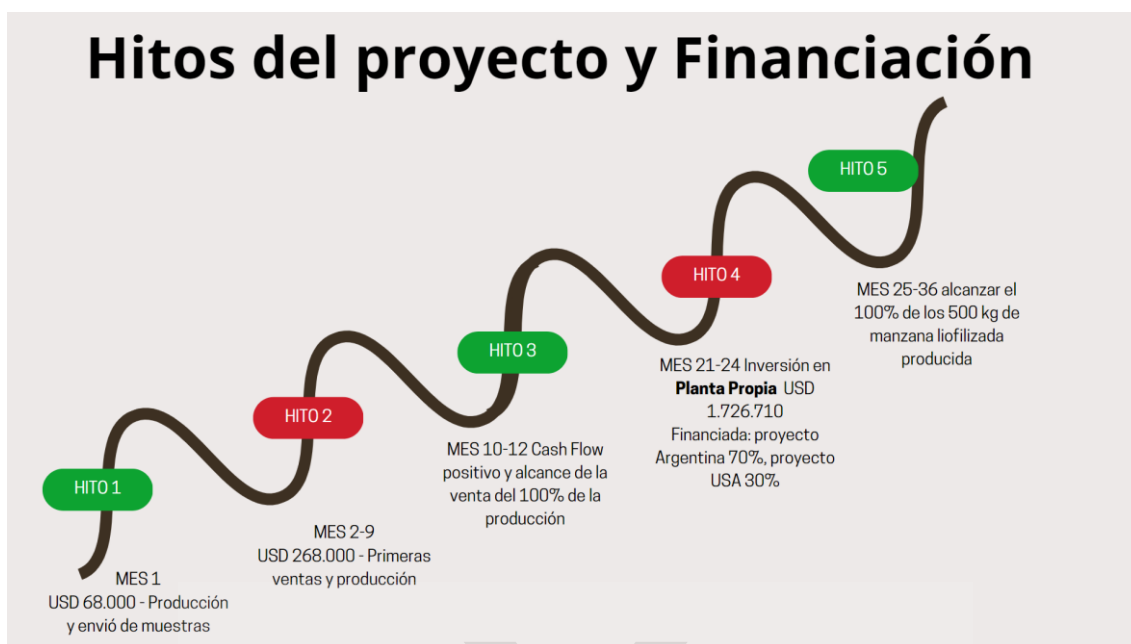 Hitos del proyecto y Financiación
HITO 1
MES 1
USD 68.000 - Producción
y envió de muestras
HITO 2
MES 2-9
USD 268.000 - Primeras
ventas y producción
HITO 3
MES 10-12 Cash Flow
positivo y alcance de la
venta del 100% de la
producción
HITO 4
MES 21-24 Inversión en
Planta Propia USD
1.726.710
Financiada: proyecto
Argentina 70%, proyecto
USA 30%
HITO 5
MES 25-36 alcanzar el
100% de los 500 kg de
manzana liofilizada
producida